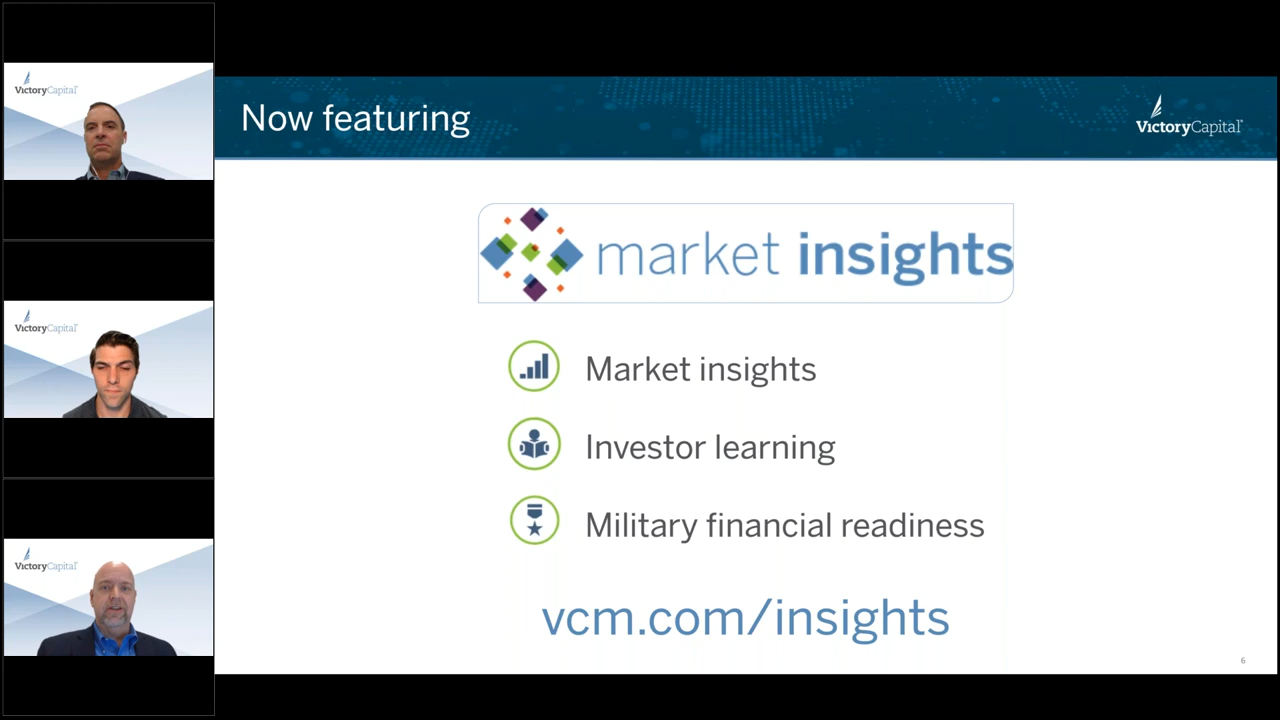 VictoryCapital
Now featuring
VictoryCapital
market insights
Market insights
VictoryCapital
Investor learning
Military financial readiness
VictoryCapital
vcm.com/insights
6